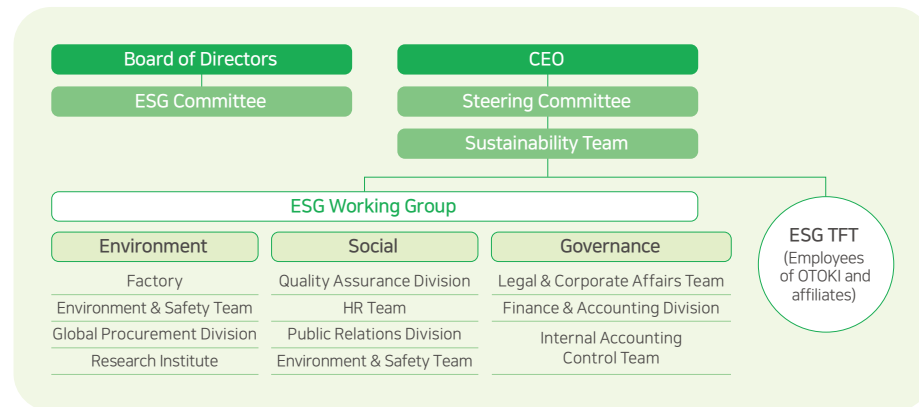 Board of Directors
CEO
ESG Committee
Steering Committee
Sustainability Team
ESG Working Group
Environment
Factory
Environment & Safety Team
Global Procurement Division
Research Institute
Social
Quality Assurance Division
HR Team
Public Relations Division
Environment & Safety Team
Governance
Legal & Corporate Affairs Team
Finance & Accounting Division
Internal Accounting
Control Team
ESG TFT
(Employees
of OTOKI and
affiliates)